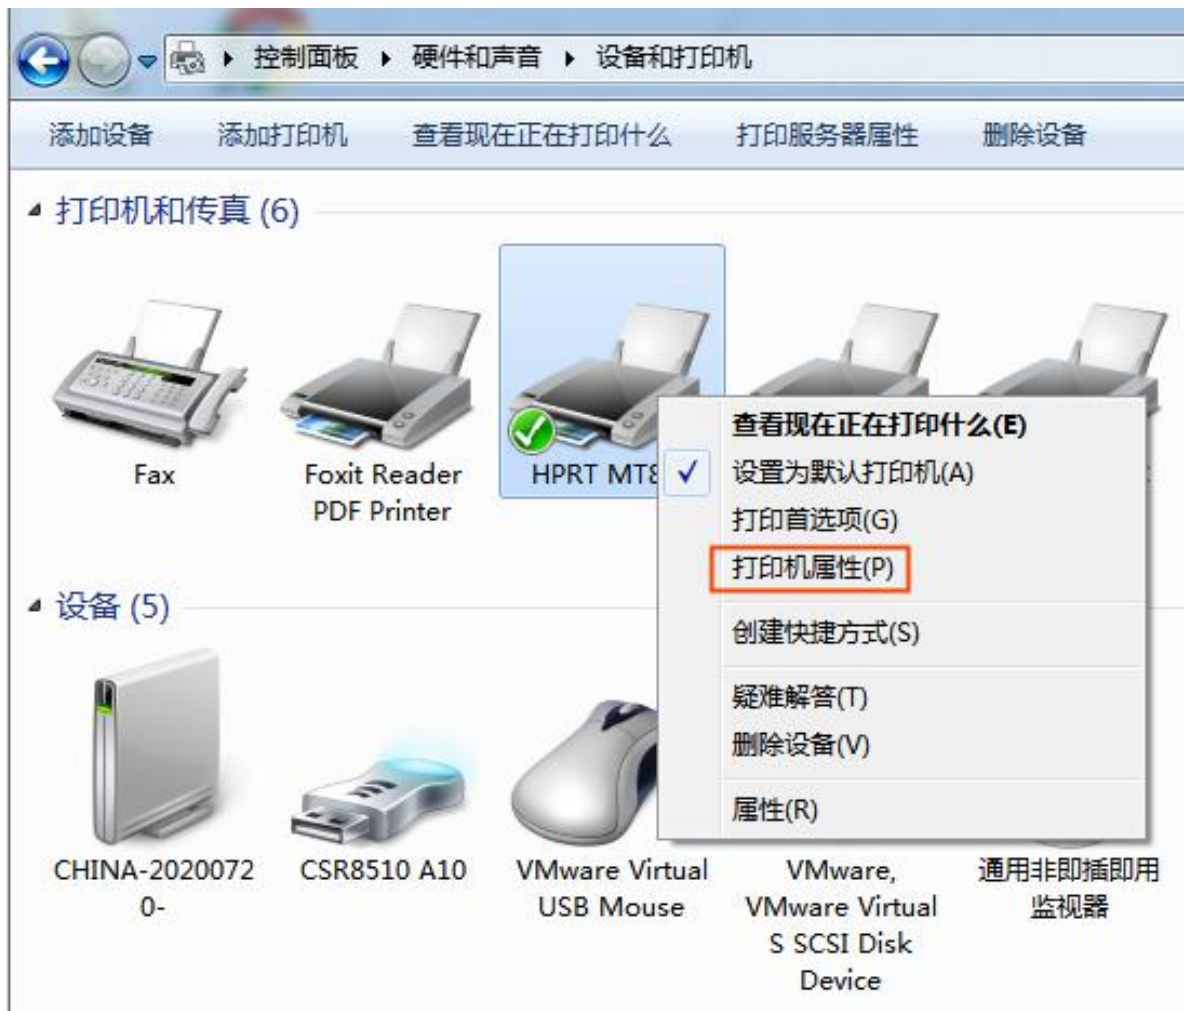 控制面板 硬件和声音 设备和打印机
添加设备 添加打印机 查看现在正在打印什么 打印服务器属性 删除设备
打印机和传真 (6)
Fax
Foxit Reader
PDF Printer
HPRT MT8
查看现在正在打印什么(E)
设置为默认打印机(A)
打印首选项(G)
打印机属性(P)
创建快捷方式(S)
疑难解答(T)
删除设备(V)
属性(R)
设备 (5)
CHINA-2020072
0-
CSR8510 A10
VMware Virtual
USB Mouse
VMware,
VMware Virtual
S SCSI Disk
Device
通用非即插即用
监视器